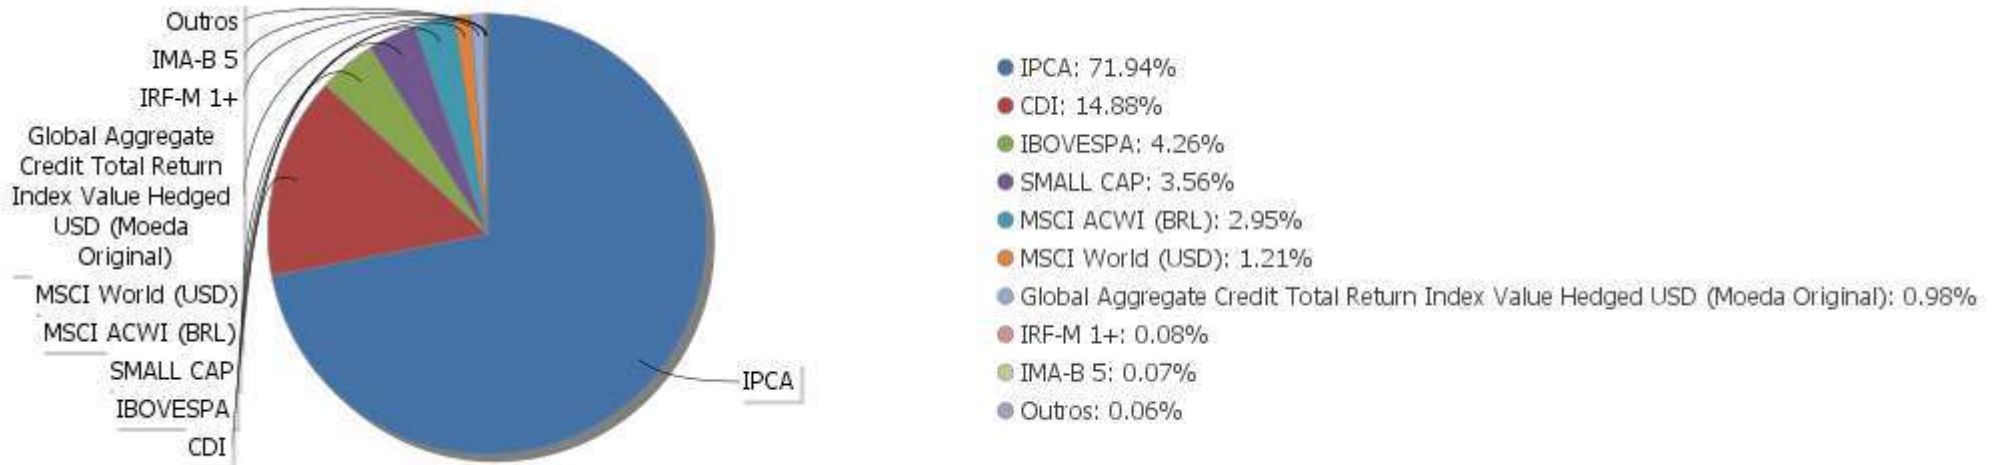 Outros
IMA-B 5
IRF-M 1+
Global Aggregate
Credit Total Return
Index Value Hedged
USD (Moeda
Original)
MSCI World (USD)
MSCI ACWI (BRL)
SMALL CAP
IBOVESPA
CDI
IPCA
IPCA: 71.94%
CDI: 14.88%
IBOVESPA: 4.26%
SMALL CAP: 3.56%
MSCI ACWI (BRL): 2.95%
MSCI World (USD): 1.21%
Global Aggregate Credit Total Return Index Value Hedged USD (Moeda Original): 0.98%
IRF-M 1+: 0.08%
IMA-B 5: 0.07%
Outros: 0.06%